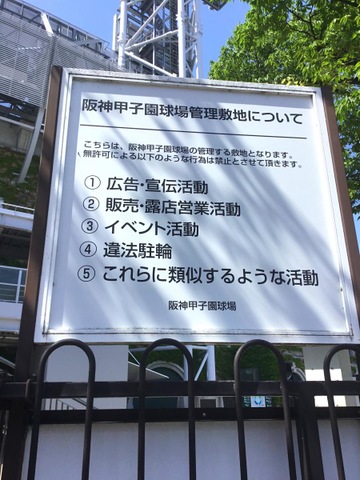 阪神甲子園球場管理敷地について
こちらは、阪神甲子園球場の管理する敷地となります。
無許可による以下のような行為は禁止とさせて頂きます。
① 広告・宣伝活動
② 販売・露店営業活動
③ イベント活動
④ 違法駐輪
⑤ これらに類似するような活動
阪神甲子園球場